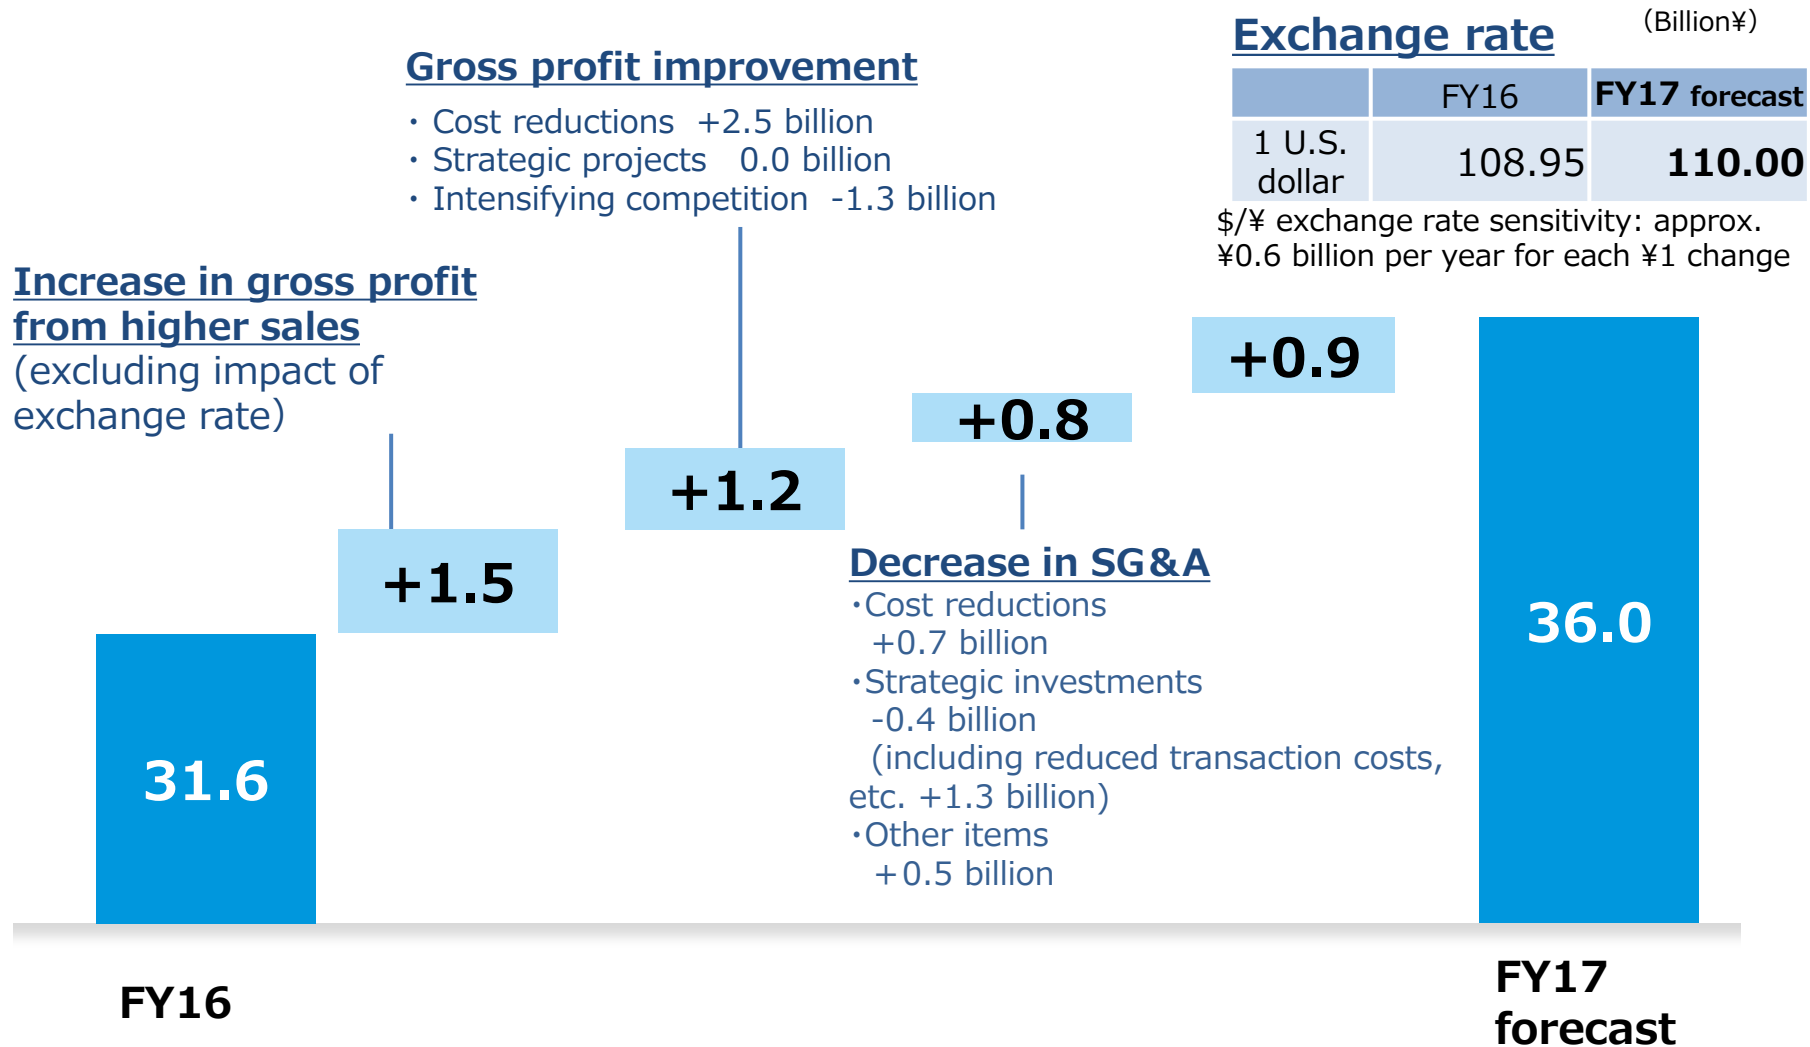 (Billion¥)
Exchange rate
FY16 FY17 forecast
1 U.S.
dollar
108.95 110.00
$/¥ exchange rate sensitivity: approx.
¥0.6 billion per year for each ¥1 change
Gross profit improvement
・Cost reductions +2.5 billion
・Strategic projects 0.0 billion
・Intensifying competition -1.3 billion
Increase in gross profit
from higher sales
(excluding impact of
exchange rate)
31.6
+1.5
+1.2
+0.8
+0.9
36.0
Decrease in SG&A
・Cost reductions
+0.7 billion
・Strategic investments
-0.4 billion
(including reduced transaction costs,
etc. +1.3 billion)
・Other items
+0.5 billion
FY16
FY17
forecast